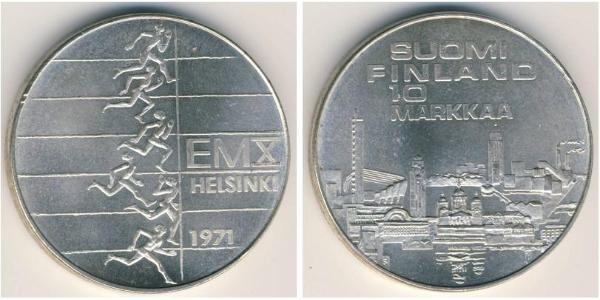 EMX
HELSINKI
1971
SUOMI
FINLAND
10
MARKKAA